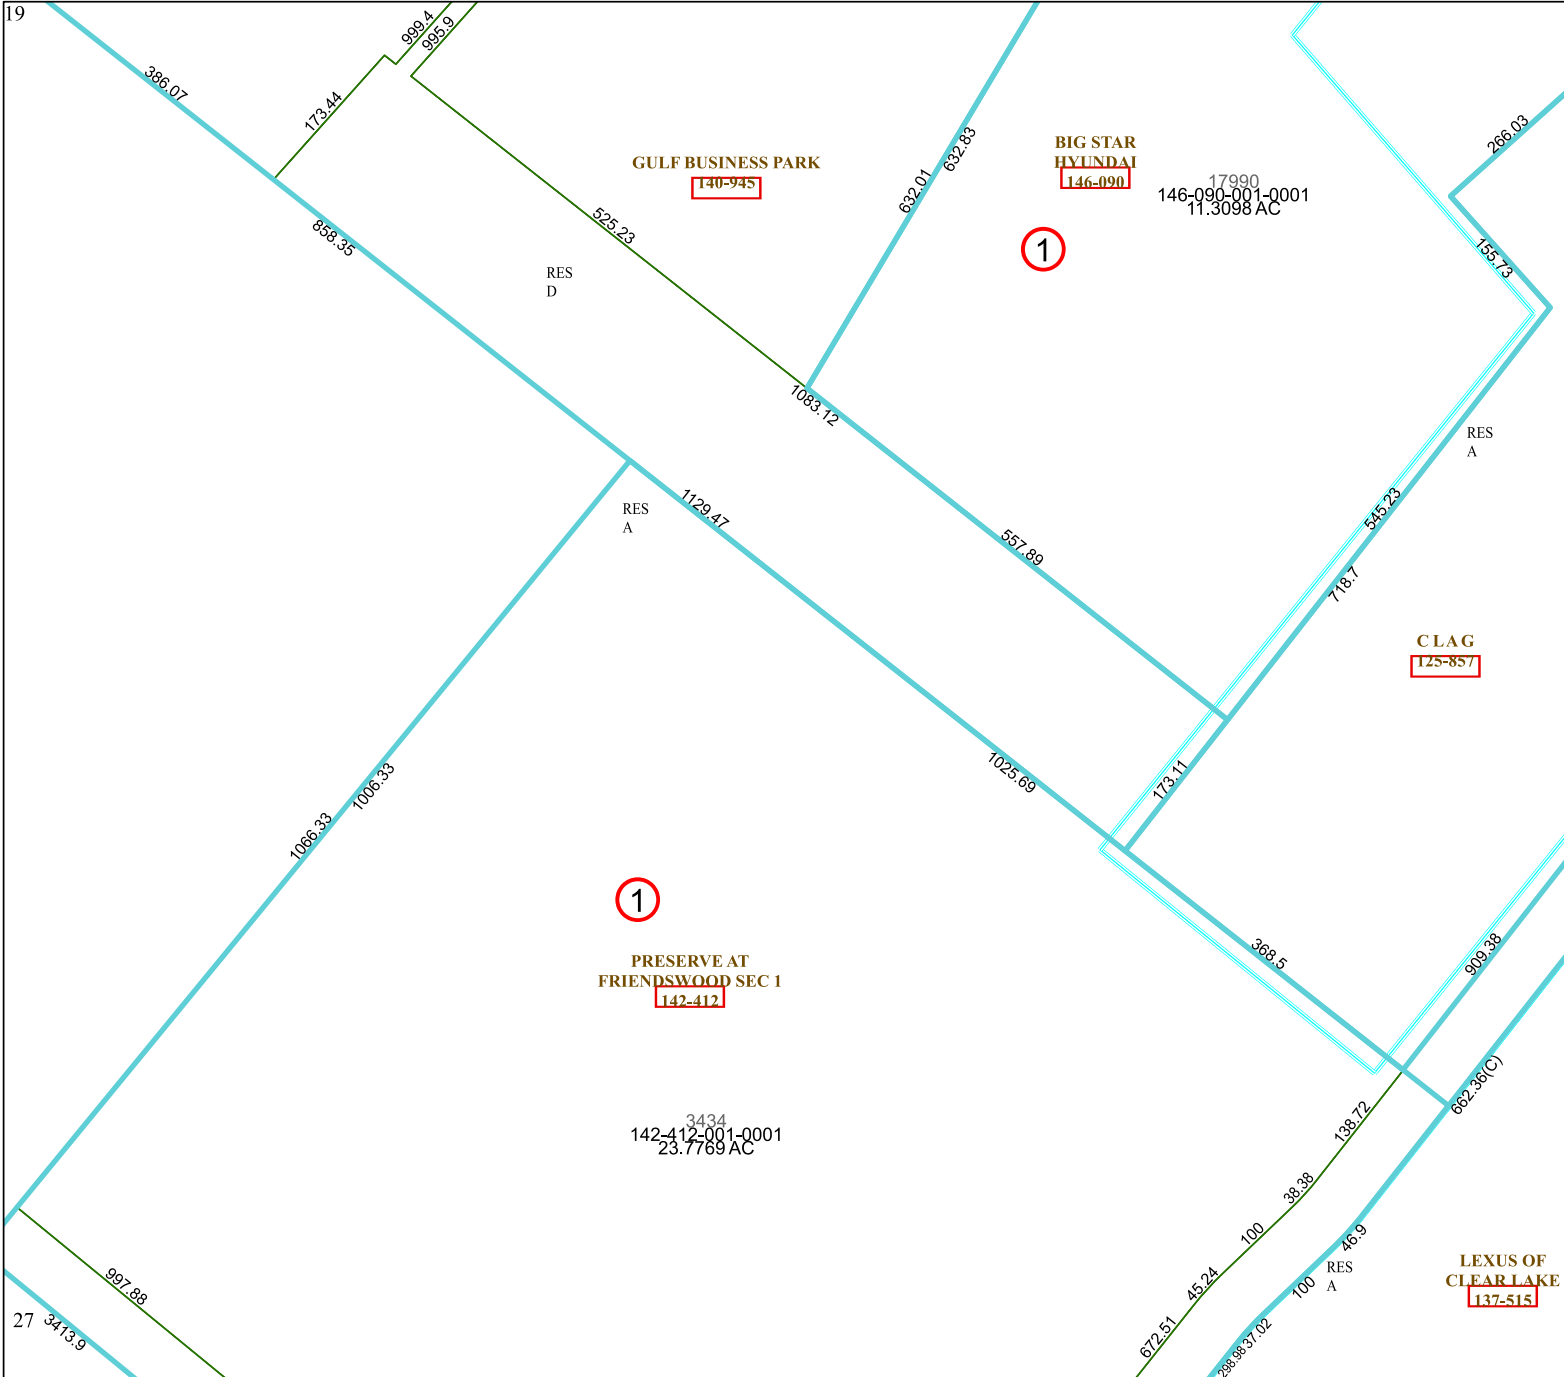 19
999.4
995.9
386.07
173.44
GULF BUSINESS PARK
140-945
632.83
632.01
BIG STAR
HYUNDAI
146-090
17990
146-090-001-0001
11.3098 AC
1
266.03
155.73
858.35
525.23
RES
D
1083.12
RES
A
RES
A
1129.47
557.89
545.23
718.7
C L A G
125-857
1066.33
1006.33
1025.69
173.11
1
PRESERVE AT
FRIENDSWOOD SEC 1
142-412
368.5
909.38
3434
142-412-001-0001
23.7769 AC
662.36(C)
138.72
38.38
100
45.24
672.51
46.9
100
37.02
298.98
RES
A
LEXUS OF
CLEAR LAKE
137-515
997.88
27
3413.9